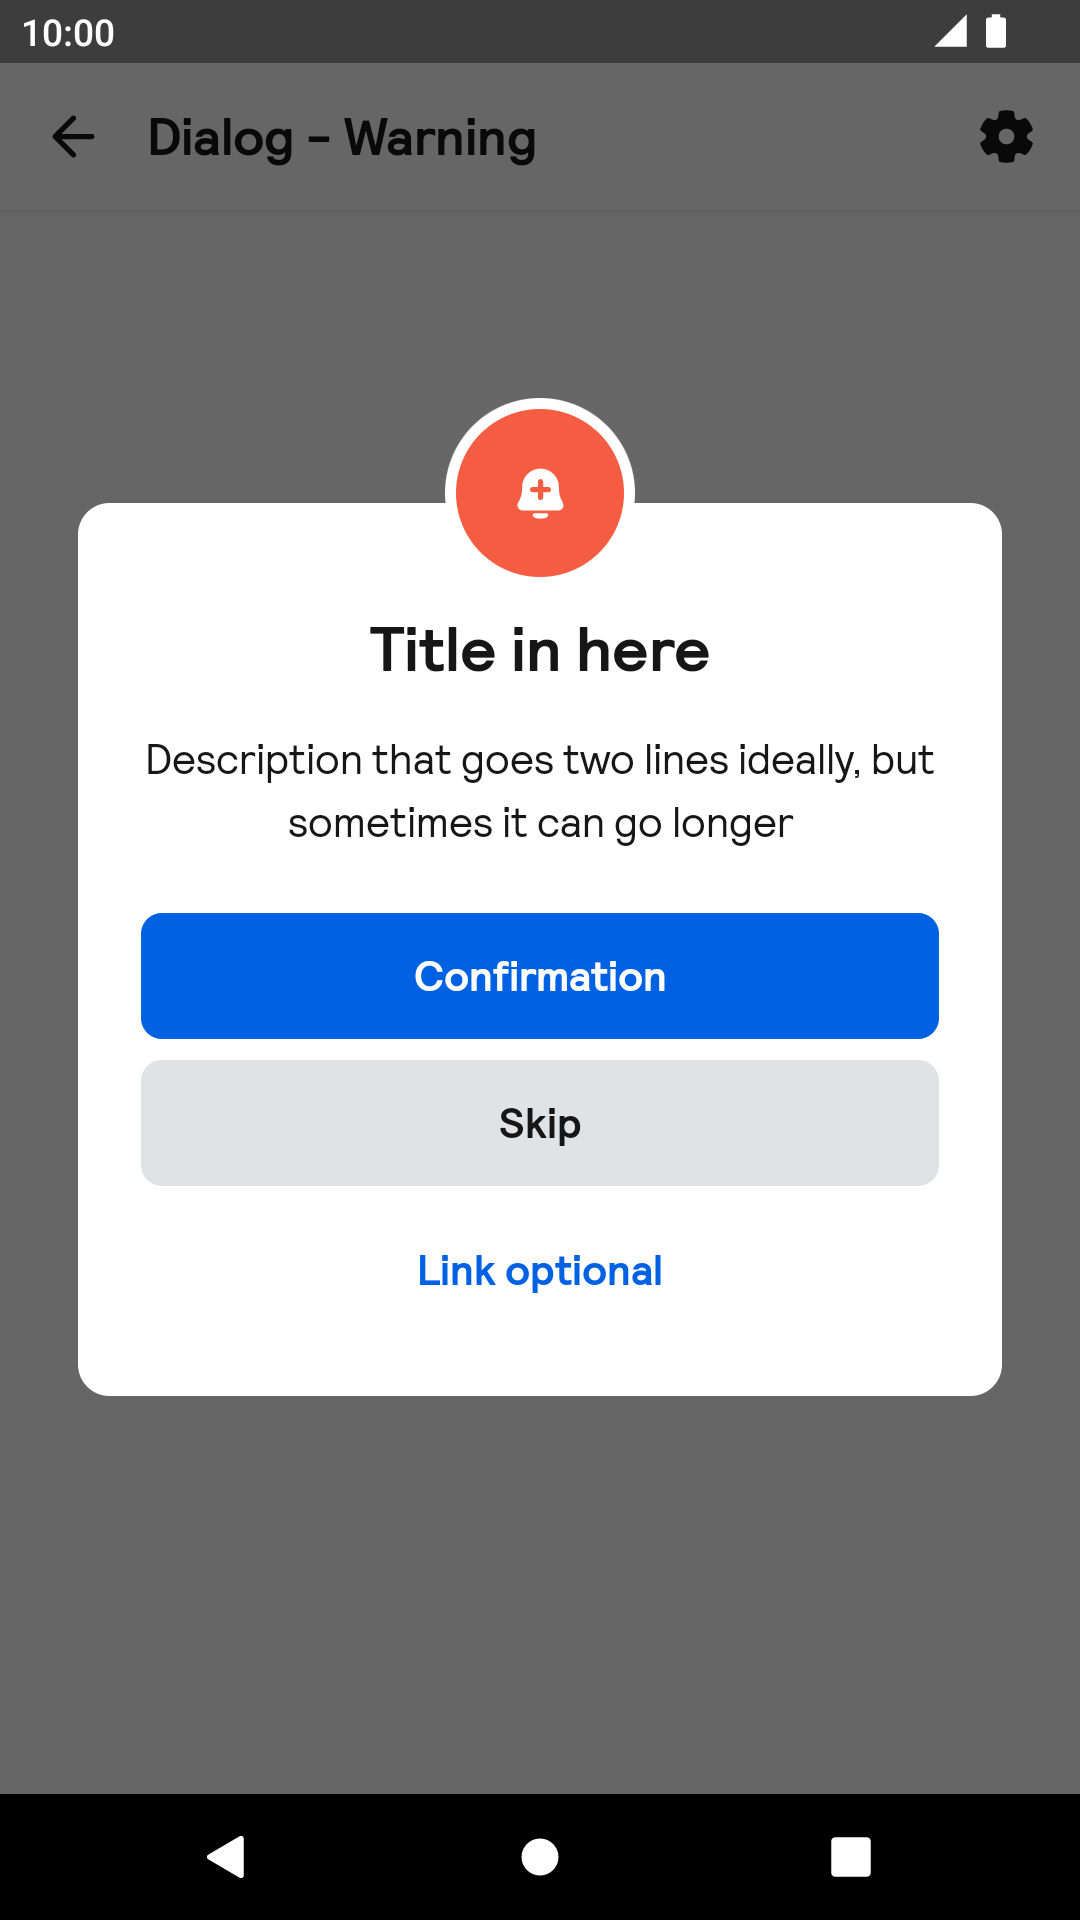 10:00
Dialog - Warning
Title in here
Description that goes two lines ideally, but
sometimes it can go longer
Confirmation
Skip
Link optional